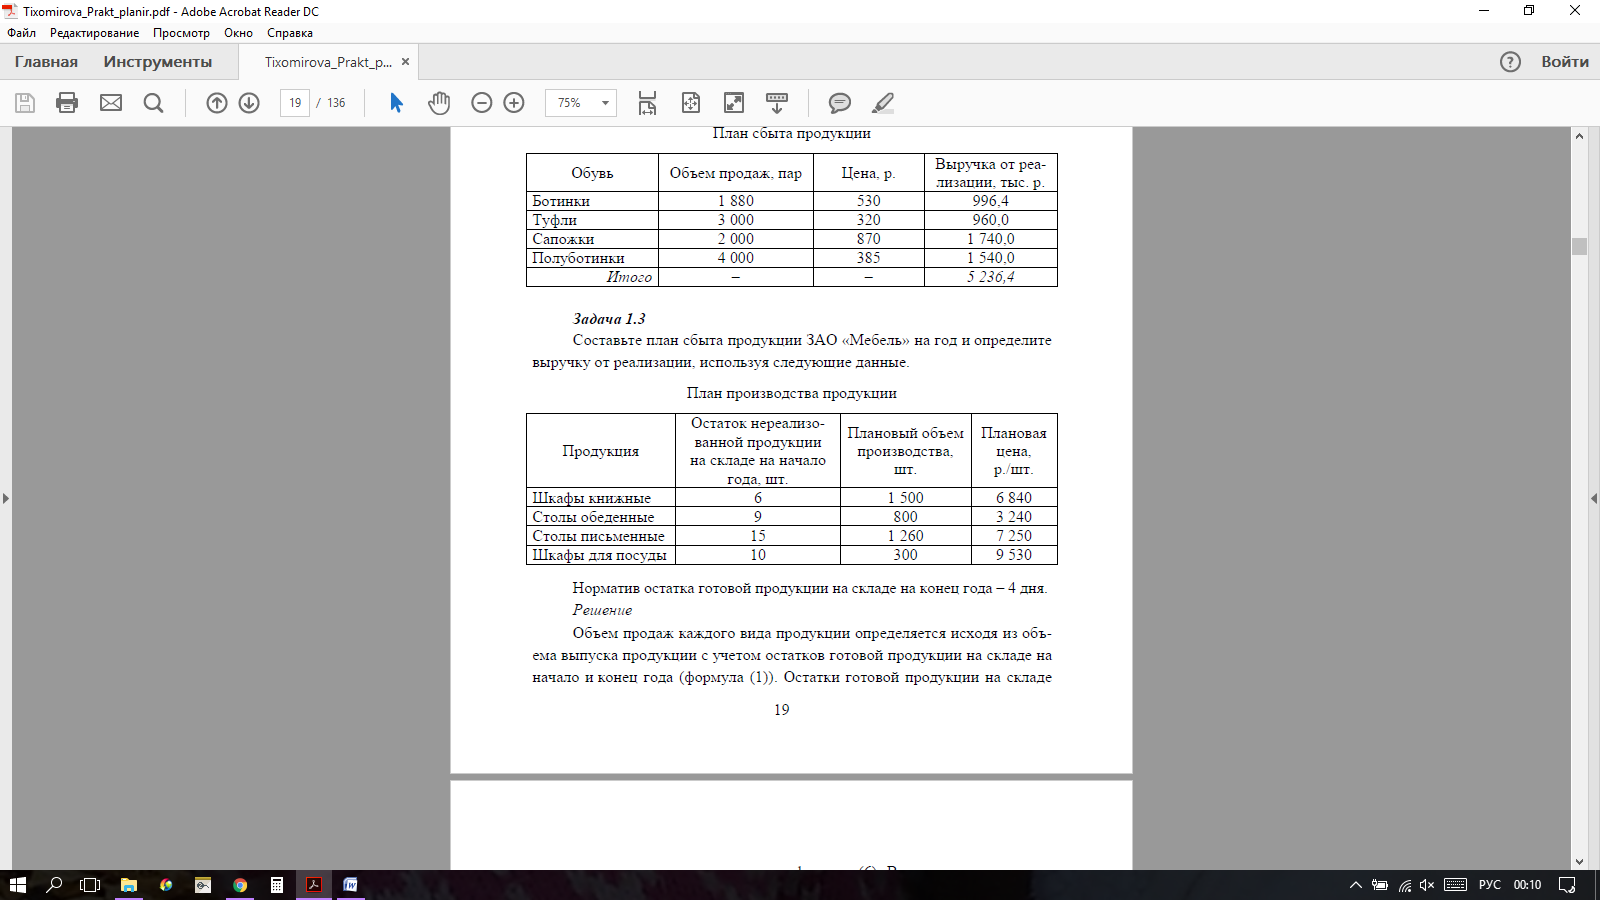 Tixomirova_Prakt_planir.pdf - Adobe Acrobat Reader DC
Файл Редактирование Просмотр Окно Справка
Главная Инструменты Tixomirova_Prakt_p... × ? Войти
19 / 136 75%
План сбыта продукции
Обувь Объем продаж, пар Цена, р. Выручка от реа-
лизации, тыс. р.
Ботинки 1 880 530 996,4
Туфли 3 000 320 960,0
Сапожки 2 000 870 1 740,0
Полуботинки 4 000 385 1 540,0
Итого – – 5 236,4
Задача 1.3
Составьте план сбыта продукции ЗАО «Мебель» на год и определите
выручку от реализации, используя следующие данные.
План производства продукции
Продукция
Остаток нереализо-
ванной продукции
на складе на начало
года, шт.
Плановый объем
производства,
шт.
Плановая
цена,
р./шт.
Шкафы книжные 6 1 500 6 840
Столы обеденные 9 800 3 240
Столы письменные 15 1 260 7 250
Шкафы для посуды 10 300 9 530
Норматив остатка готовой продукции на складе на конец года – 4 дня.
Решение
Объем продаж каждого вида продукции определяется исходя из объ-
ема выпуска продукции с учетом остатков готовой продукции на складе на
начало и конец года (формула (1)). Остатки готовой продукции на складе
19
РУС 00:10